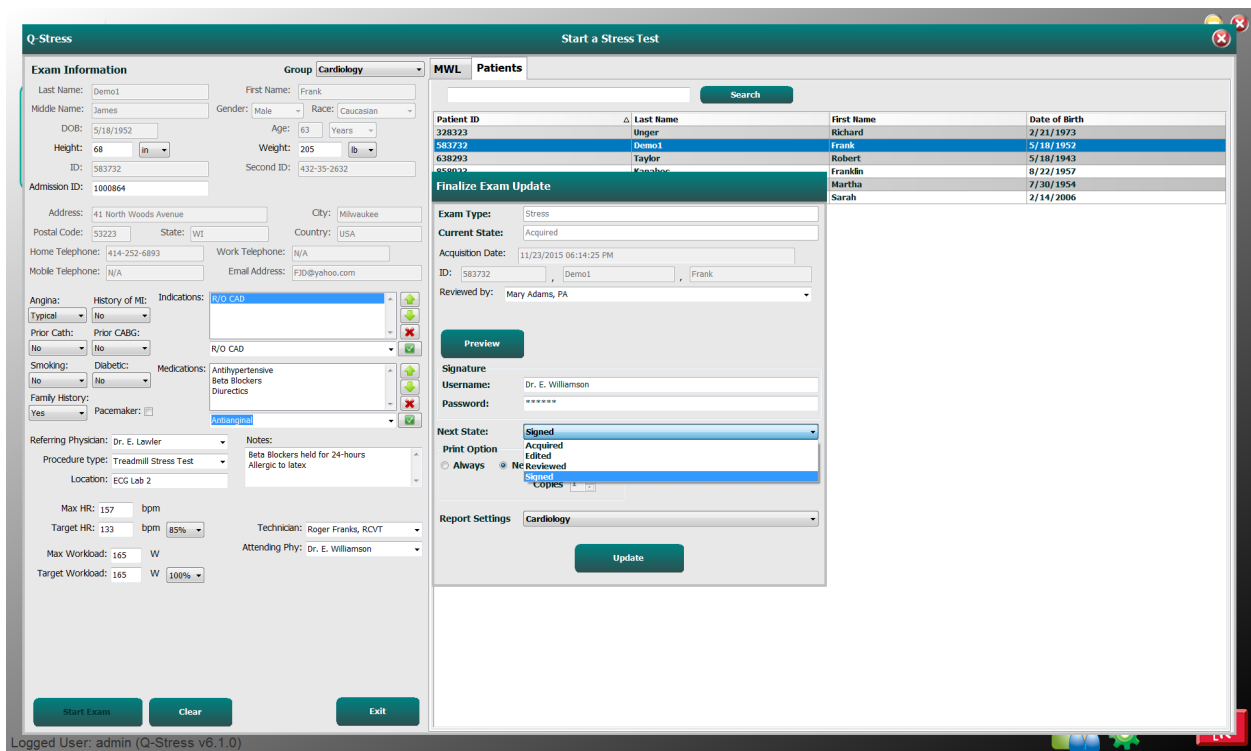 Q-Stress Start a Stress Test
Exam Information Group Cardiology
Last Name: Demo1 First Name: Frank
Middle Name: James Gender: Male Race: Caucasian
DOB: 5/18/1952 Age: 63 Years
Height: 68 in Weight: 205 lb
ID: 583732 Second ID: 432-35-2632
Admission ID: 1000864
Address: 41 North Woods Avenue City: Milwaukee
Postal Code: 53223 State: WI Country: USA
Home Telephone: 414-252-6893 Work Telephone: N/A
Mobile Telephone: N/A Email Address: FJD@yahoo.com
Angina: History of MI: Indications: R/O CAD
Typical No
Prior Cath: Prior CABG:
No No R/O CAD
Smoking: Diabetic: Medications: Antihypertensive
No No Beta Blockers
Diurectics
Family History:
Yes Pacemaker:
Antianginal
Referring Physician: Dr. E. Lawler Notes:
Beta Blockers held for 24-hours
Allergic to latex
Procedure type: Treadmill Stress Test
Location: ECG Lab 2
Max HR: 157 bpm
Target HR: 133 bpm 85% Technician: Roger Franks, RCVT
Max Workload: 165 W Attending Phy: Dr. E. Williamson
Target Workload: 165 W 100%
Start Exam Clear Exit
MWL Patients
Search
Patient ID Last Name First Name Date of Birth
328323 Unger Richard 2/21/1973
583732 Demo1 Frank 5/18/1952
638293 Taylor Robert 5/18/1943
Franklin 8/22/1957
Martha 7/30/1954
Sarah 2/14/2006
Finalize Exam Update
Exam Type: Stress
Current State: Acquired
Acquisition Date: 11/23/2015 06:14:25 PM
ID: 583732 , Demo1 , Frank
Reviewed by: Mary Adams, PA
Preview
Signature
Username: Dr. E. Williamson
Password: ******
Next State: Signed
Acquired
Edited
Reviewed
Signed
Print Option
Always Ne
Copies
Report Settings Cardiology
Update
Logged User: admin (Q-Stress v6.1.0)